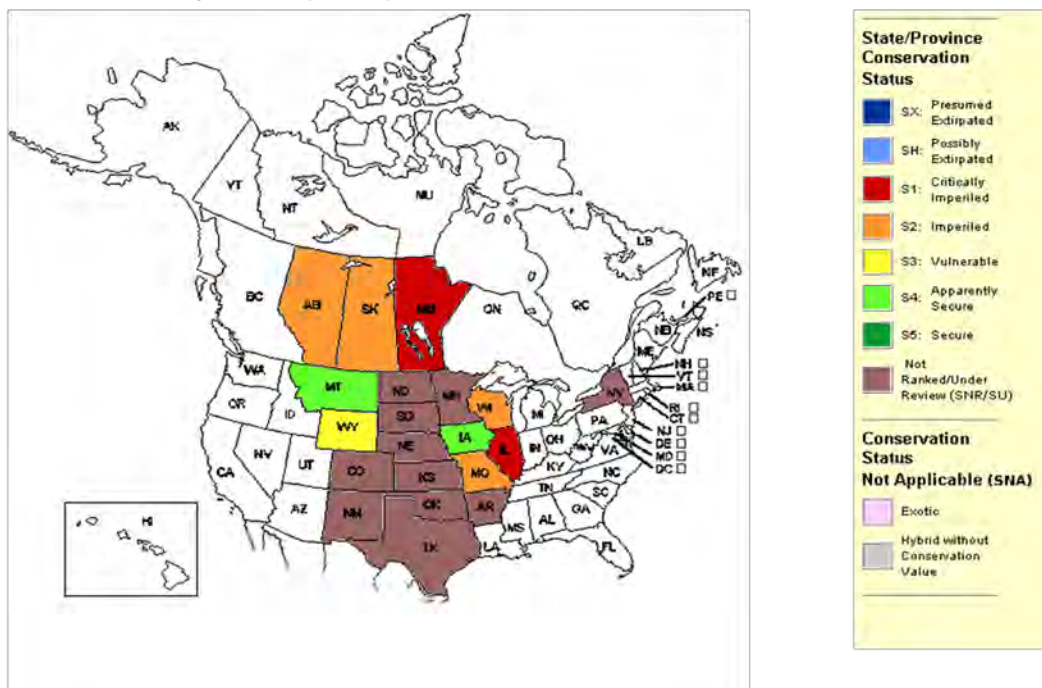 AK
YT
NT
NU
LB
NF
PE
BC
AB
SK
MB
ON
QC
NB
NS
ME
NH
VT
MA
WA
MT
ND
MN
OR
ID
WY
SD
WI
MI
NY
RI
CT
NJ
DE
MD
DC
NV
UT
NE
IA
IL
IN
OH
PA
VA
CA
CO
KS
MO
KY
NC
AZ
NM
OK
AR
TN
SC
TX
LA
MS
AL
GA
FL
HI
State/Province
Conservation
Status
SX: Presumed
Extirpated
SH: Possibly
Extirpated
S1: Critically
Imperiled
S2: Imperiled
S3: Vulnerable
S4: Apparently
Secure
S5: Secure
Not
Ranked/Under
Review (SNR/SU)
Conservation
Status
Not Applicable (SNA)
Exotic
Hybrid without
Conservation
Value